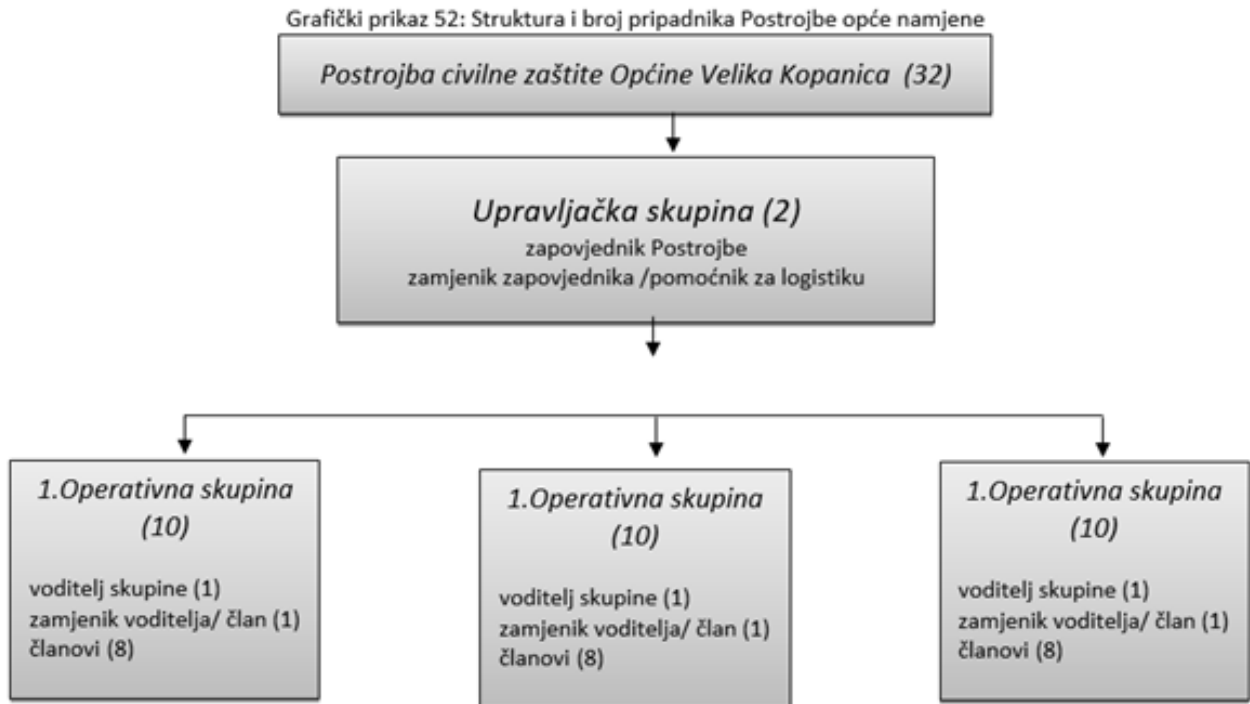 Grafički prikaz 52: Struktura i broj pripadnika Postrojbe opće namjene
Postrojba civilne zaštite Općine Velika Kopanica (32)
Upravljačka skupina (2)
zapovjednik Postrojbe
zamjenik zapovjednika /pomoćnik za logistiku
1.Operativna skupina
(10)
voditelj skupine (1)
zamjenik voditelja/ član (1)
članovi (8)
1.Operativna skupina
(10)
voditelj skupine (1)
zamjenik voditelja/ član (1)
članovi (8)
1.Operativna skupina
(10)
voditelj skupine (1)
zamjenik voditelja/ član (1)
članovi (8)